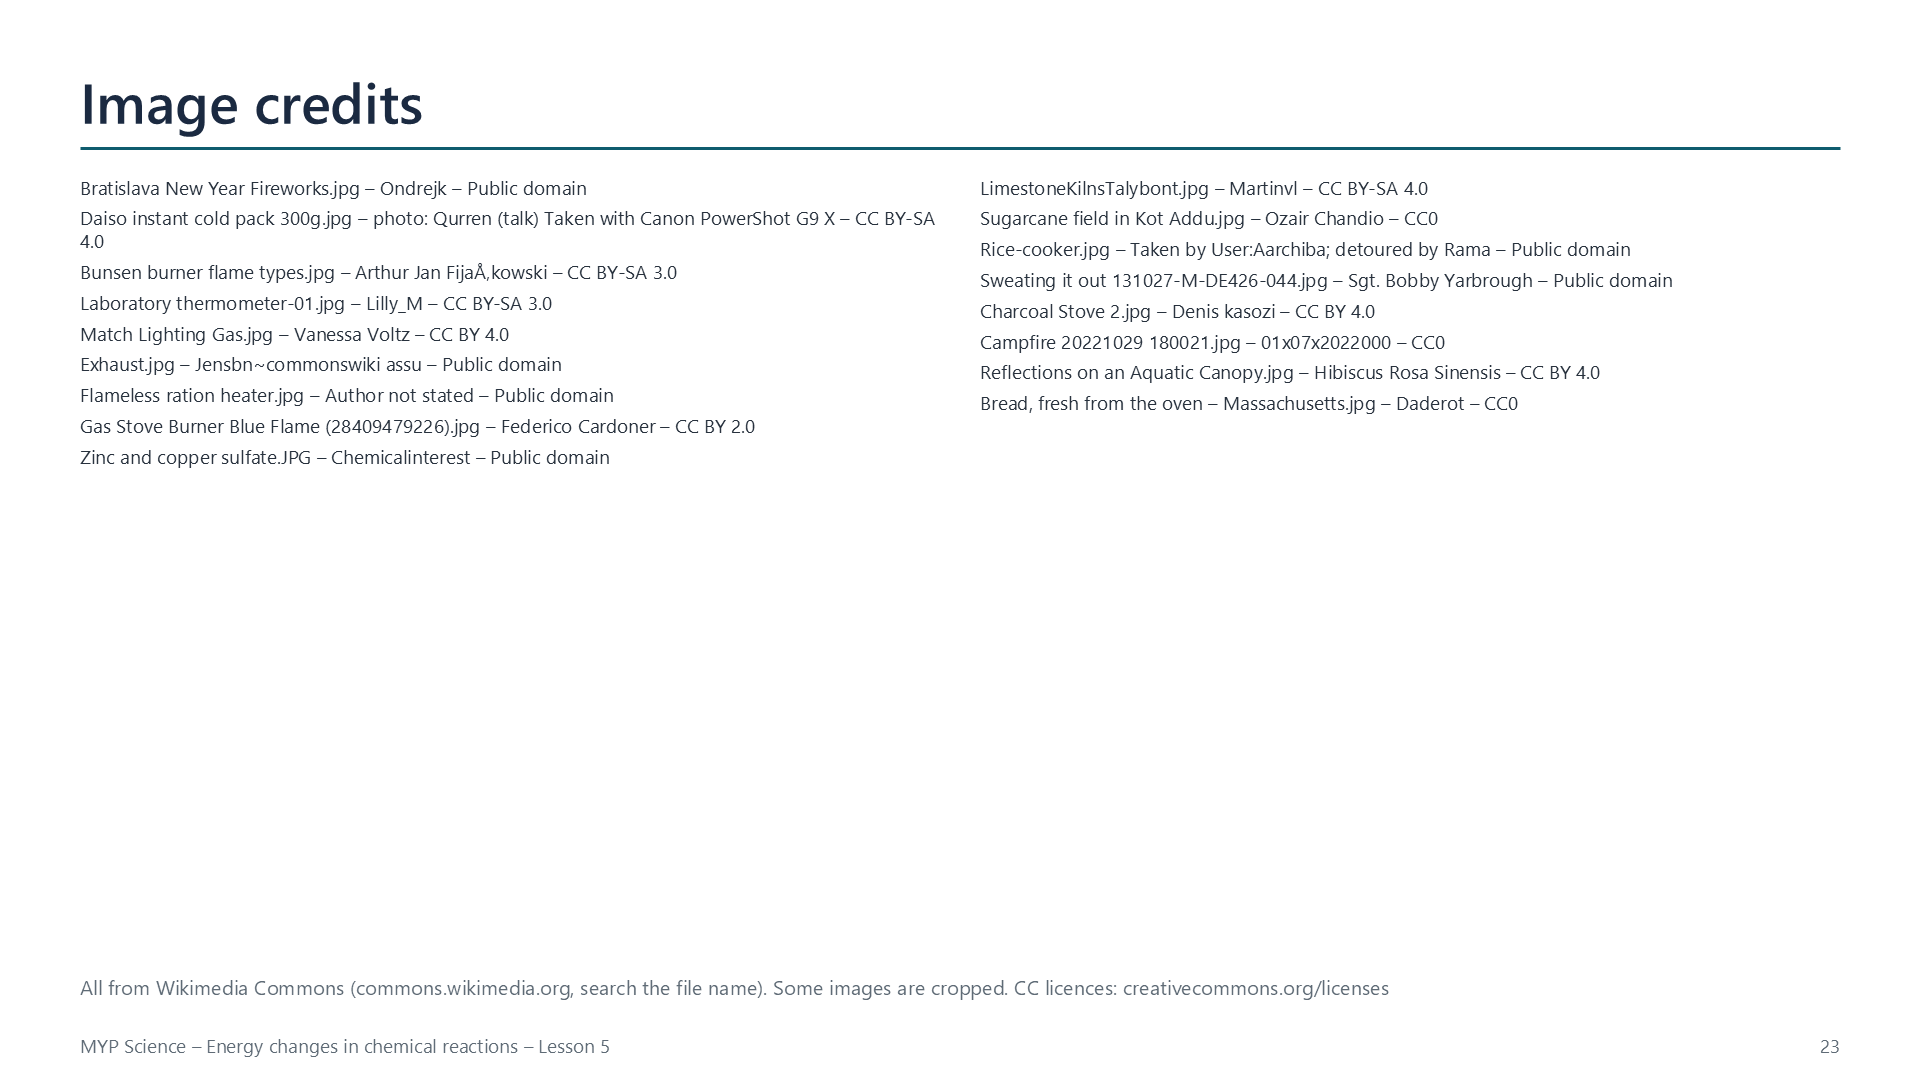 Image credits
Bratislava New Year Fireworks.jpg – Ondrejk – Public domain
Daiso instant cold pack 300g.jpg – photo: Qurren (talk) Taken with Canon PowerShot G9 X – CC BY-SA
4.0
Bunsen burner flame types.jpg – Arthur Jan FijaÅ‚kowski – CC BY-SA 3.0
Laboratory thermometer-01.jpg – Lilly_M – CC BY-SA 3.0
Match Lighting Gas.jpg – Vanessa Voltz – CC BY 4.0
Exhaust.jpg – Jensbn~commonswiki assu – Public domain
Flameless ration heater.jpg – Author not stated – Public domain
Gas Stove Burner Blue Flame (28409479226).jpg – Federico Cardoner – CC BY 2.0
Zinc and copper sulfate.JPG – Chemicalinterest – Public domain
LimestoneKilnsTalybont.jpg – Martinvl – CC BY-SA 4.0
Sugarcane field in Kot Addu.jpg – Ozair Chandio – CC0
Rice-cooker.jpg – Taken by User:Aarchiba; detoured by Rama – Public domain
Sweating it out 131027-M-DE426-044.jpg – Sgt. Bobby Yarbrough – Public domain
Charcoal Stove 2.jpg – Denis kasozi – CC BY 4.0
Campfire 20221029 180021.jpg – 01x07x2022000 – CC0
Reflections on an Aquatic Canopy.jpg – Hibiscus Rosa Sinensis – CC BY 4.0
Bread, fresh from the oven – Massachusetts.jpg – Daderot – CC0
All from Wikimedia Commons (commons.wikimedia.org, search the file name). Some images are cropped. CC licences: creativecommons.org/licenses
MYP Science – Energy changes in chemical reactions – Lesson 5
23